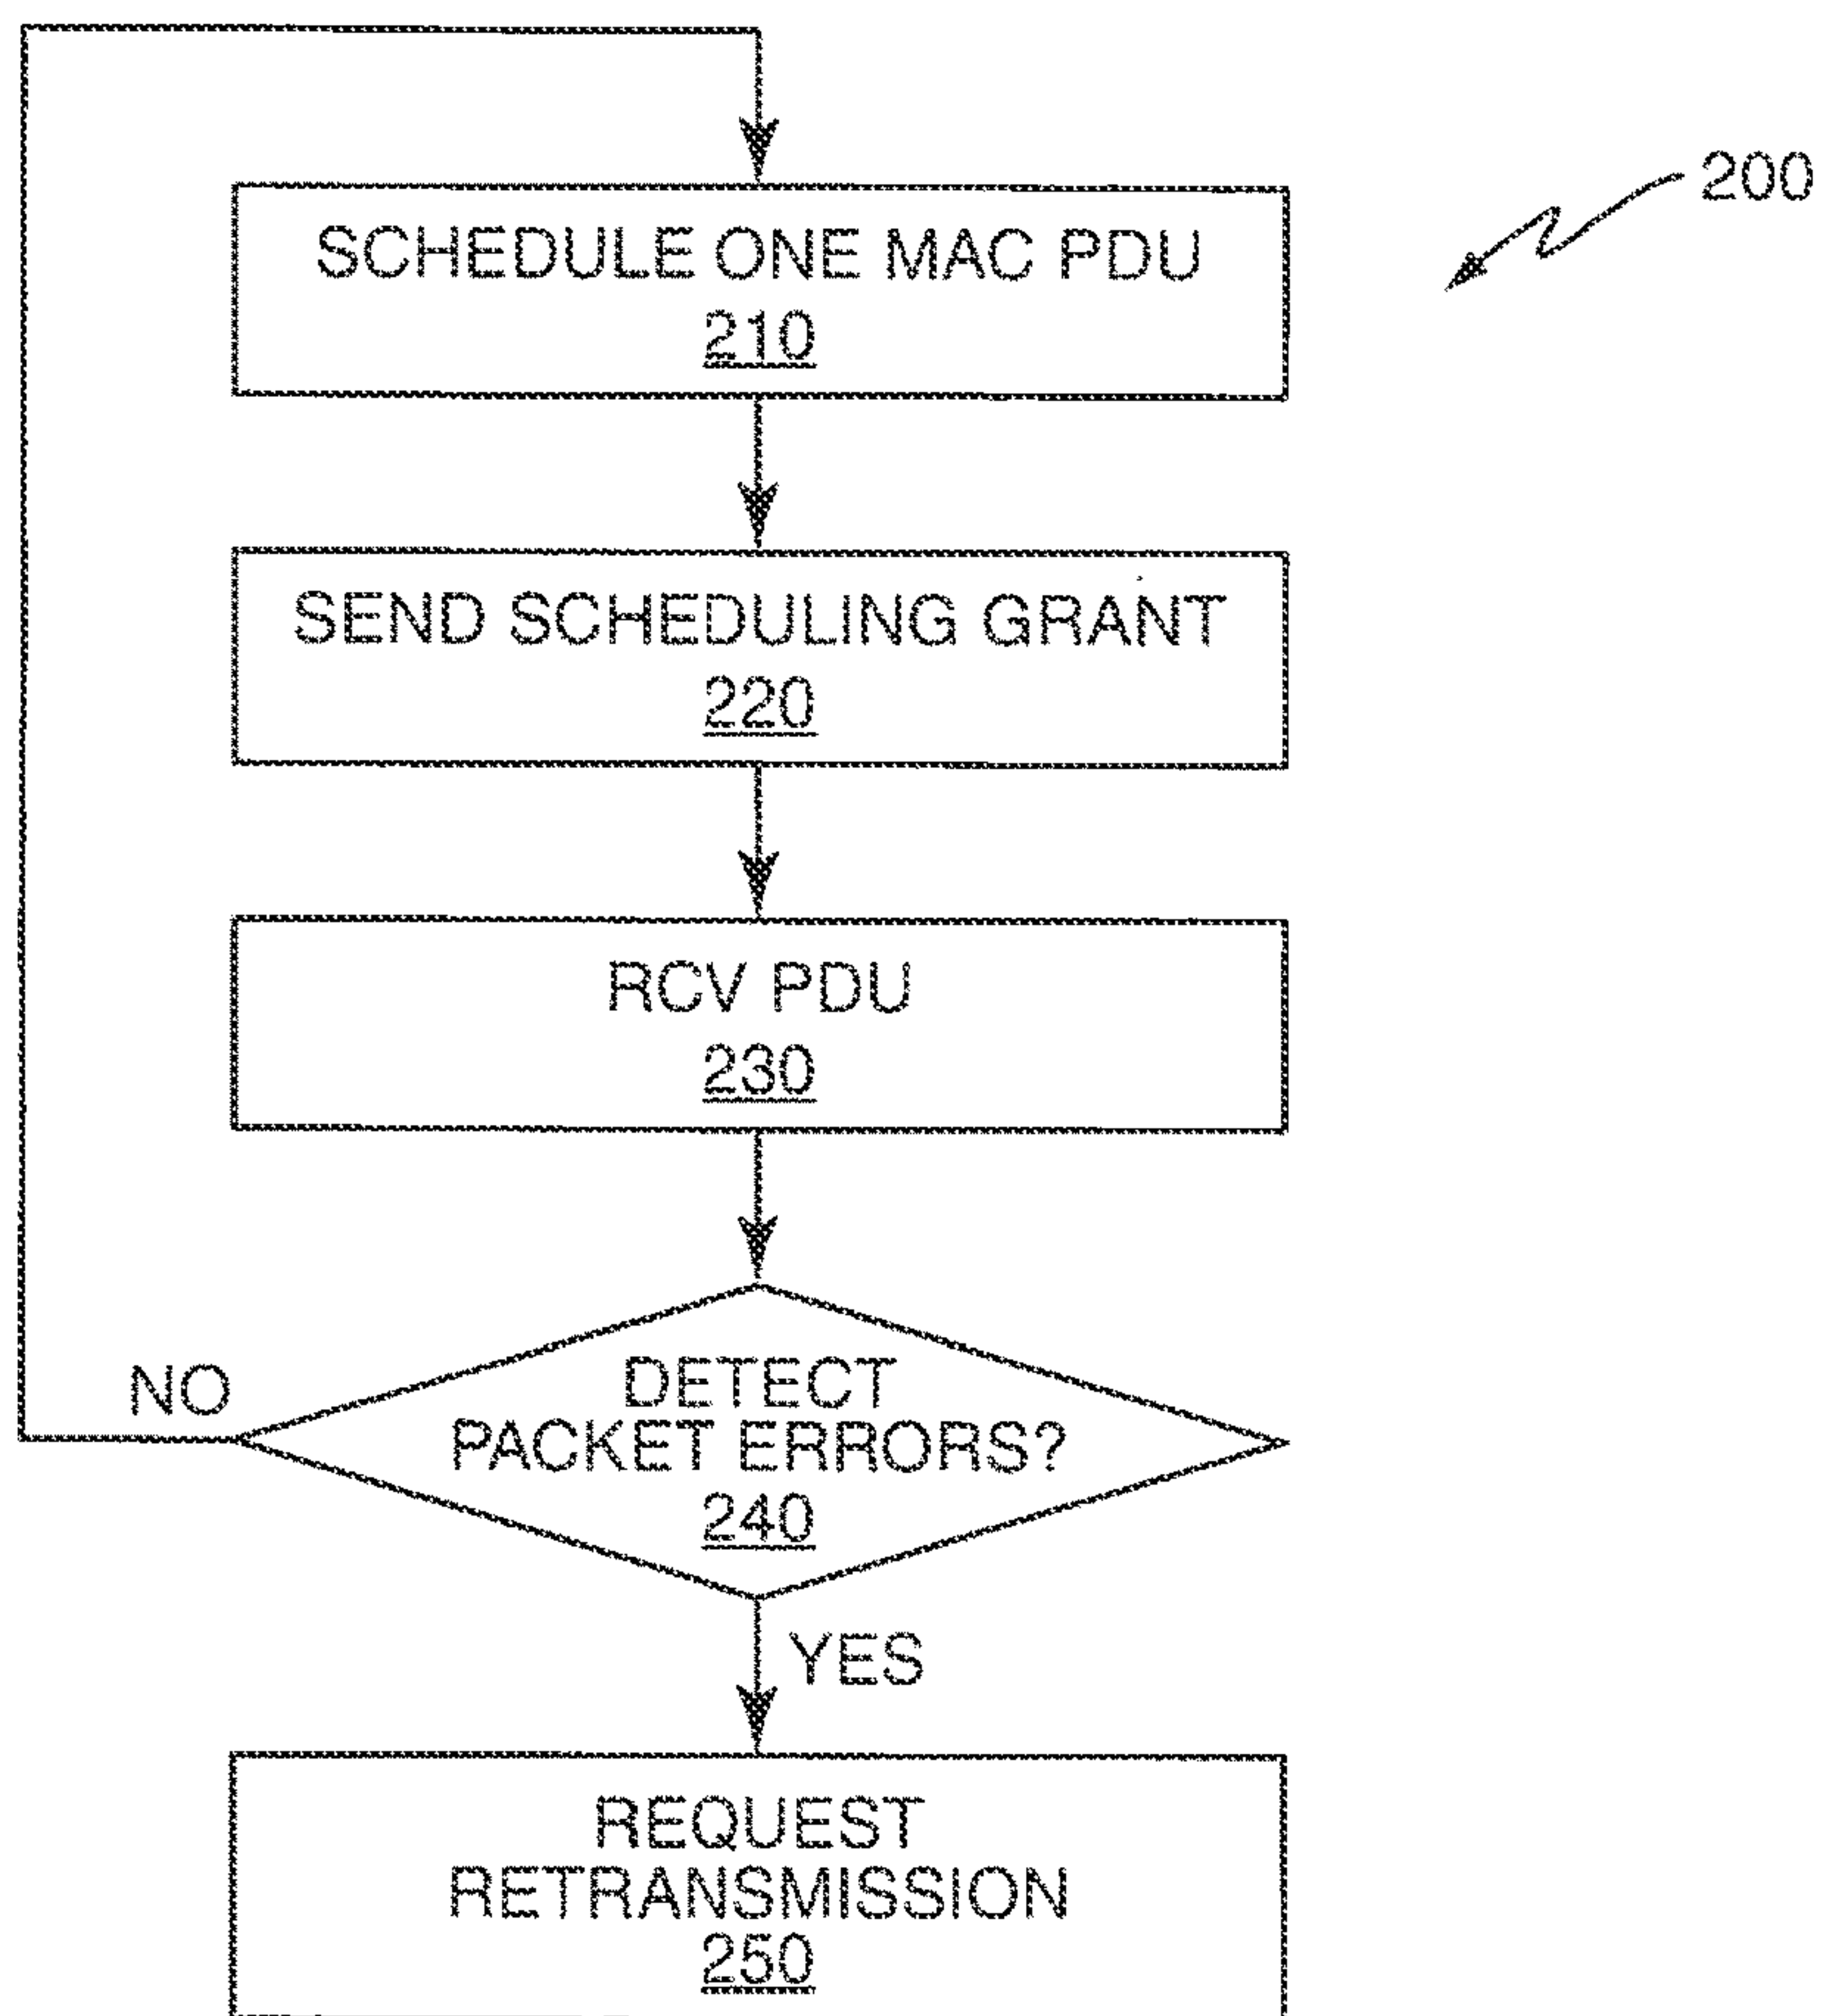 200
SCHEDULE ONE MAC PDU
210
SEND SCHEDULING GRANT
220
RCV PDU
230
NO
DETECT
PACKET ERRORS?
240
YES
REQUEST
RETRANSMISSION
250